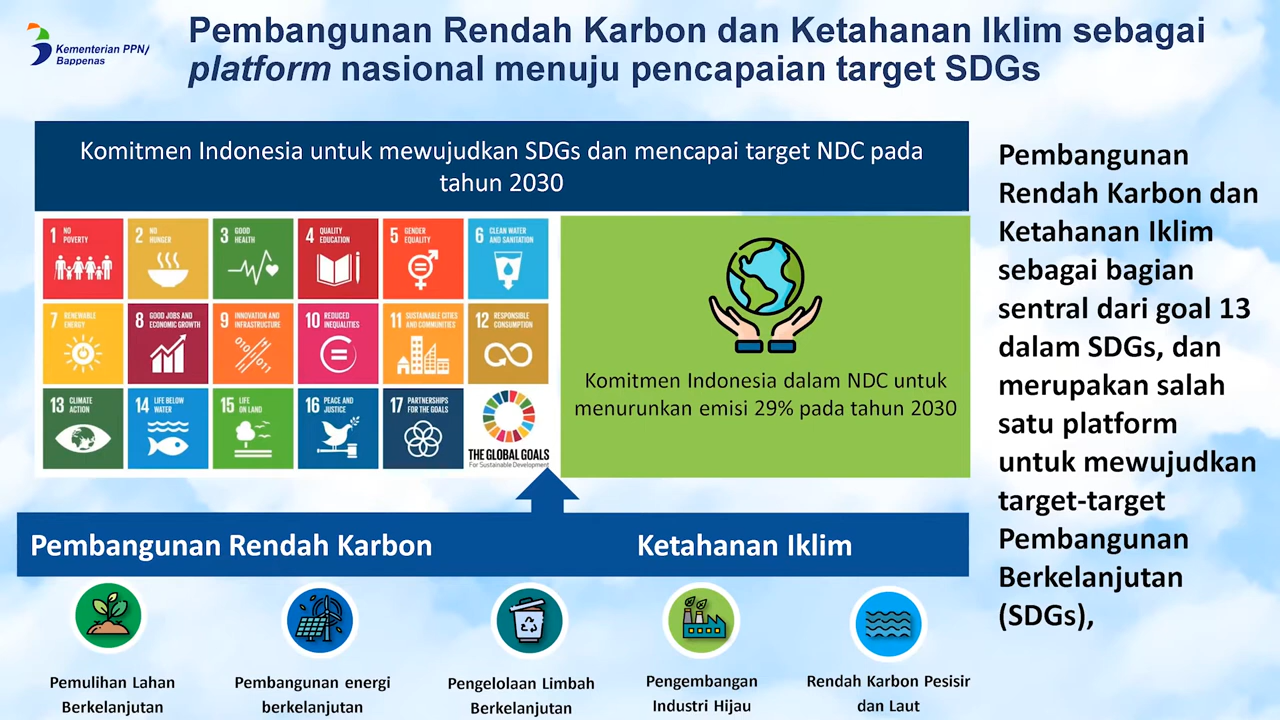 Kementerian PPN/
Bappenas
Pembangunan Rendah Karbon dan Ketahanan Iklim sebagai
platform nasional menuju pencapaian target SDGs
Komitmen Indonesia untuk mewujudkan SDGs dan mencapai target NDC pada
tahun 2030
1 NO
POVERTY
2 NO
HUNGER
3 GOOD
HEALTH
4 QUALITY
EDUCATION
5 GENDER
EQUALITY
6 CLEAN WATER
AND SANITATION
7 RENEWABLE
ENERGY
8 GOOD JOBS AND
ECONOMIC GROWTH
9 INNOVATION AND
INFRASTRUCTURE
10 REDUCED
INEQUALITIES
11 SUSTAINABLE CITIES
AND COMMUNITIES
12 RESPONSIBLE
CONSUMPTION
13 CLIMATE
ACTION
14 LIFE BELOW
WATER
15 LIFE
ON LAND
16 PEACE AND
JUSTICE
17 PARTNERSHIPS
FOR THE GOALS
THE GLOBAL GOALS
For Sustainable Development
Komitmen Indonesia dalam NDC untuk
menurunkan emisi 29% pada tahun 2030
Pembangunan Rendah Karbon
Ketahanan Iklim
Pemulihan Lahan
Berkelanjutan
Pembangunan energi
berkelanjutan
Pengelolaan Limbah
Berkelanjutan
Pengembangan
Industri Hijau
Rendah Karbon Pesisir
dan Laut
Pembangunan
Rendah Karbon dan
Ketahanan Iklim
sebagai bagian
sentral dari goal 13
dalam SDGs, dan
merupakan salah
satu platform
untuk mewujudkan
target-target
Pembangunan
Berkelanjutan
(SDGs),